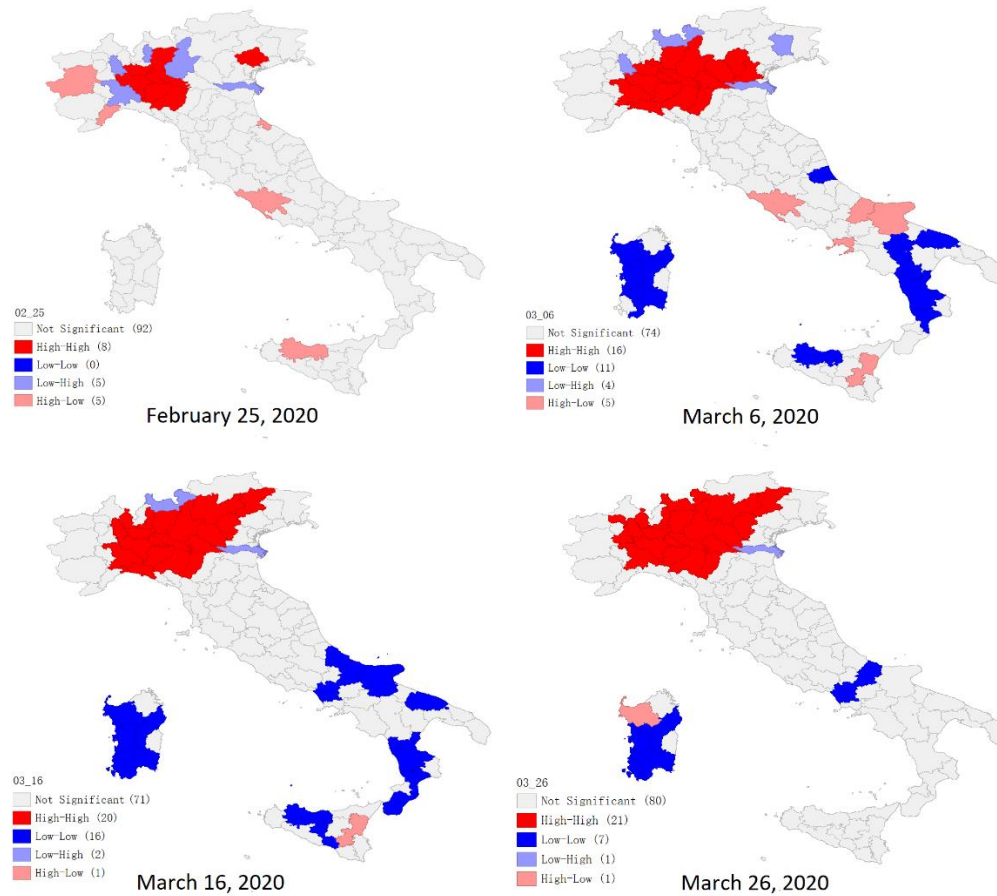 02_25
Not Significant (92)
High-High (8)
Low-Low (0)
Low-High (5)
High-Low (5)
February 25, 2020
03_06
Not Significant (74)
High-High (16)
Low-Low (11)
Low-High (4)
High-Low (5)
March 6, 2020
03_16
Not Significant (71)
High-High (20)
Low-Low (16)
Low-High (2)
High-Low (1)
March 16, 2020
03_26
Not Significant (80)
High-High (21)
Low-Low (7)
Low-High (1)
High-Low (1)
March 26, 2020